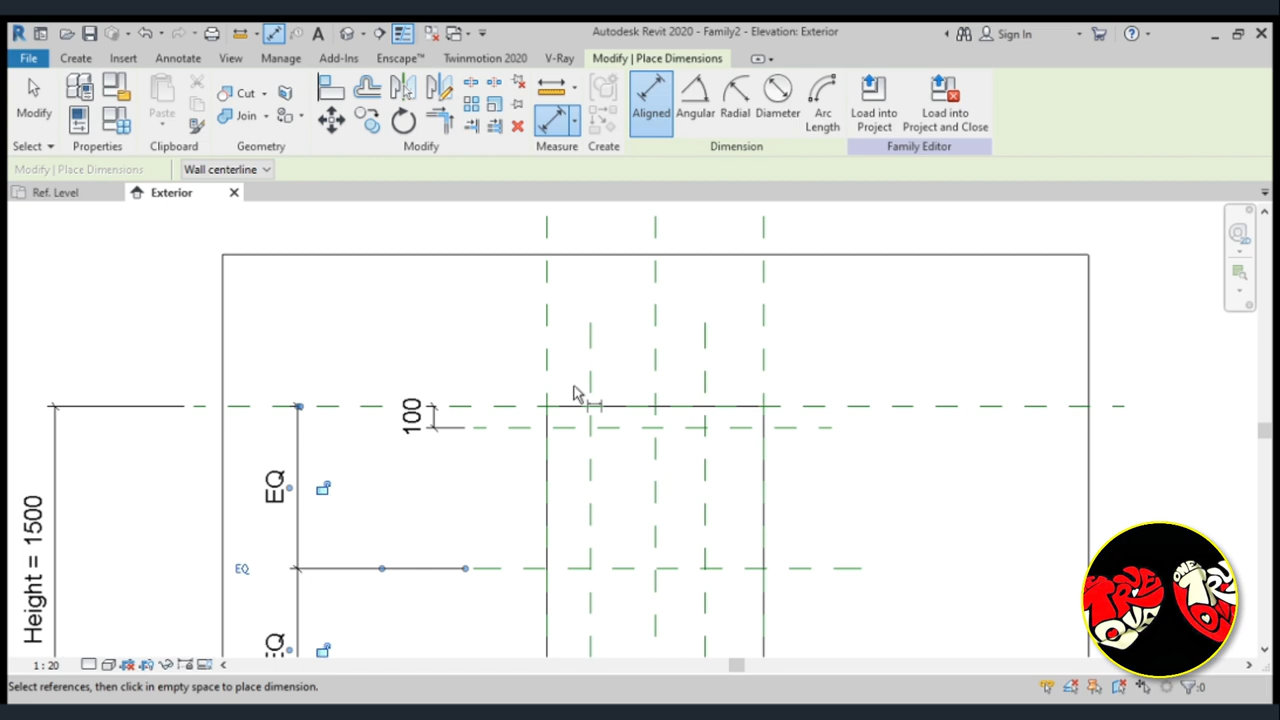 Autodesk Revit 2020 - Family2 - Elevation: Exterior
Sign In
File Create Insert Annotate View Manage Add-Ins Enscape™ Twinmotion 2020 V-Ray Modify | Place Dimensions
Modify
Paste
Cut
Join
Aligned Angular Radial Diameter Arc Length
Load into Project
Load into Project and Close
Select Properties Clipboard Geometry Modify Measure Create Dimension Family Editor
Modify | Place Dimensions Wall centerline
Ref. Level Exterior
100
EQ
Height = 1500
EQ
EQ
TRUE
ONE
1 : 20
Select references, then click in empty space to place dimension.
:0